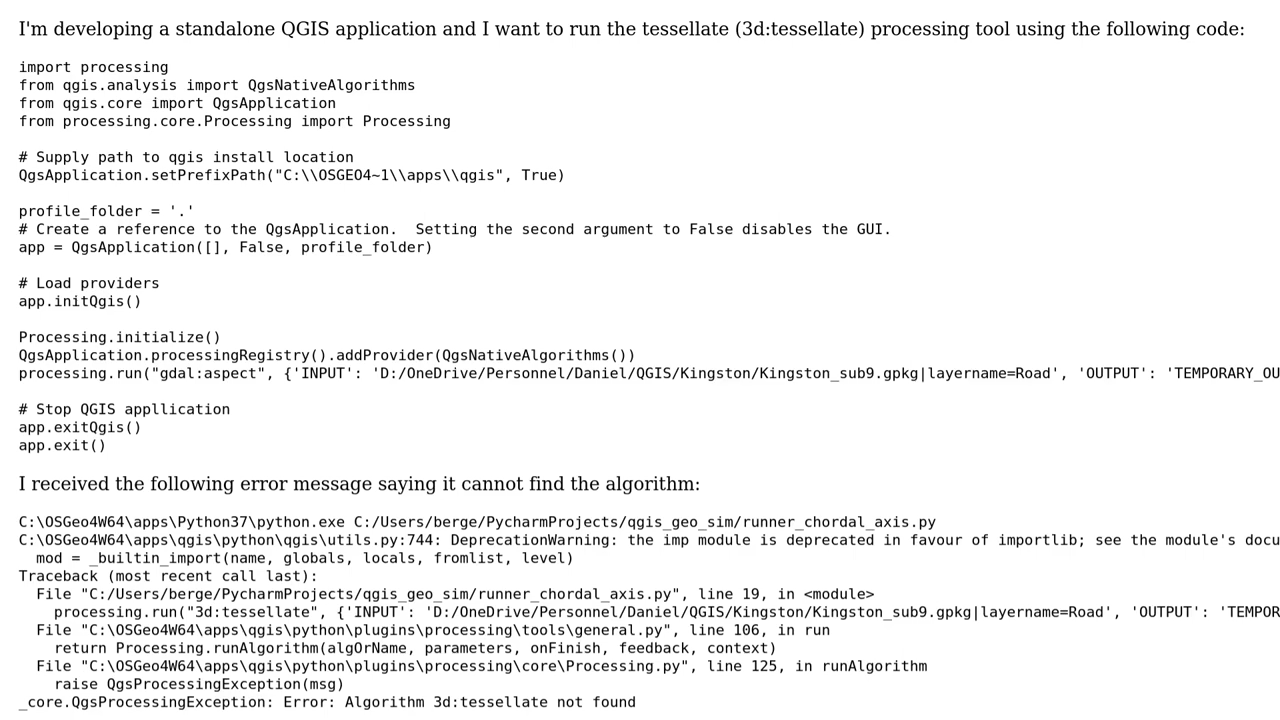 I'm developing a standalone QGIS application and I want to run the tessellate (3d:tessellate) processing tool using the following code:
import processing
from qgis.analysis import QgsNativeAlgorithms
from qgis.core import QgsApplication
from processing.core.Processing import Processing
# Supply path to qgis install location
QgsApplication.setPrefixPath("C:\\OSGEO4~1\\apps\\qgis", True)
profile_folder = '.'
# Create a reference to the QgsApplication.  Setting the second argument to False disables the GUI.
app = QgsApplication([], False, profile_folder)
# Load providers
app.initQgis()
Processing.initialize()
QgsApplication.processingRegistry().addProvider(QgsNativeAlgorithms())
processing.run("gdal:aspect", {'INPUT': 'D:/OneDrive/Personnel/Daniel/QGIS/Kingston/Kingston_sub9.gpkg|layername=Road', 'OUTPUT': 'TEMPORARY_OU
# Stop QGIS appllication
app.exitQgis()
app.exit()
I received the following error message saying it cannot find the algorithm:
C:\OSGeo4W64\apps\Python37\python.exe C:/Users/berge/PycharmProjects/qgis_geo_sim/runner_chordal_axis.py
C:\OSGeo4W64\apps\qgis\python\qgis\utils.py:744: DeprecationWarning: the imp module is deprecated in favour of importlib; see the module's docu
  mod = _builtin_import(name, globals, locals, fromlist, level)
Traceback (most recent call last):
  File "C:/Users/berge/PycharmProjects/qgis_geo_sim/runner_chordal_axis.py", line 19, in <module>
    processing.run("3d:tessellate", {'INPUT': 'D:/OneDrive/Personnel/Daniel/QGIS/Kingston/Kingston_sub9.gpkg|layername=Road', 'OUTPUT': 'TEMPOR
  File "C:\OSGeo4W64\apps\qgis\python\plugins\processing\tools\general.py", line 106, in run
    return Processing.runAlgorithm(algOrName, parameters, onFinish, feedback, context)
  File "C:\OSGeo4W64\apps\qgis\python\plugins\processing\core\Processing.py", line 125, in runAlgorithm
    raise QgsProcessingException(msg)
_core.QgsProcessingException: Error: Algorithm 3d:tessellate not found